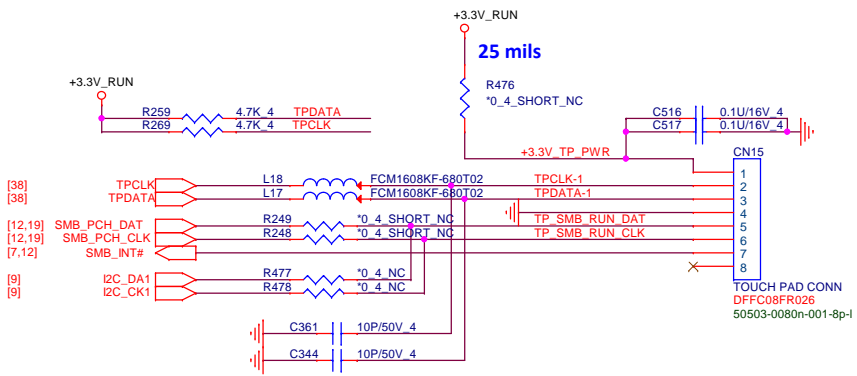 +3.3V_RUN
25 mils
R476
*0_4_SHORT_NC
+3.3V_RUN
R259 4.7K_4 TPDATA
R269 4.7K_4 TPCLK
C516 0.1U/16V_4
C517 0.1U/16V_4
+3.3V_TP_PWR
CN15
1
2
3
4
5
6
7
8
[38] TPCLK L18 FCM1608KF-680T02 TPCLK-1
[38] TPDATA L17 FCM1608KF-680T02 TPDATA-1
[12,19] SMB_PCH_DAT R249 *0_4_SHORT_NC TP_SMB_RUN_DAT
[12,19] SMB_PCH_CLK R248 *0_4_SHORT_NC TP_SMB_RUN_CLK
[7,12] SMB_INT#
[9] I2C_DA1 R477 *0_4_NC
[9] I2C_CK1 R478 *0_4_NC
TOUCH PAD CONN
DFFC08FR026
50503-0080n-001-8p-l
C361 10P/50V_4
C344 10P/50V_4